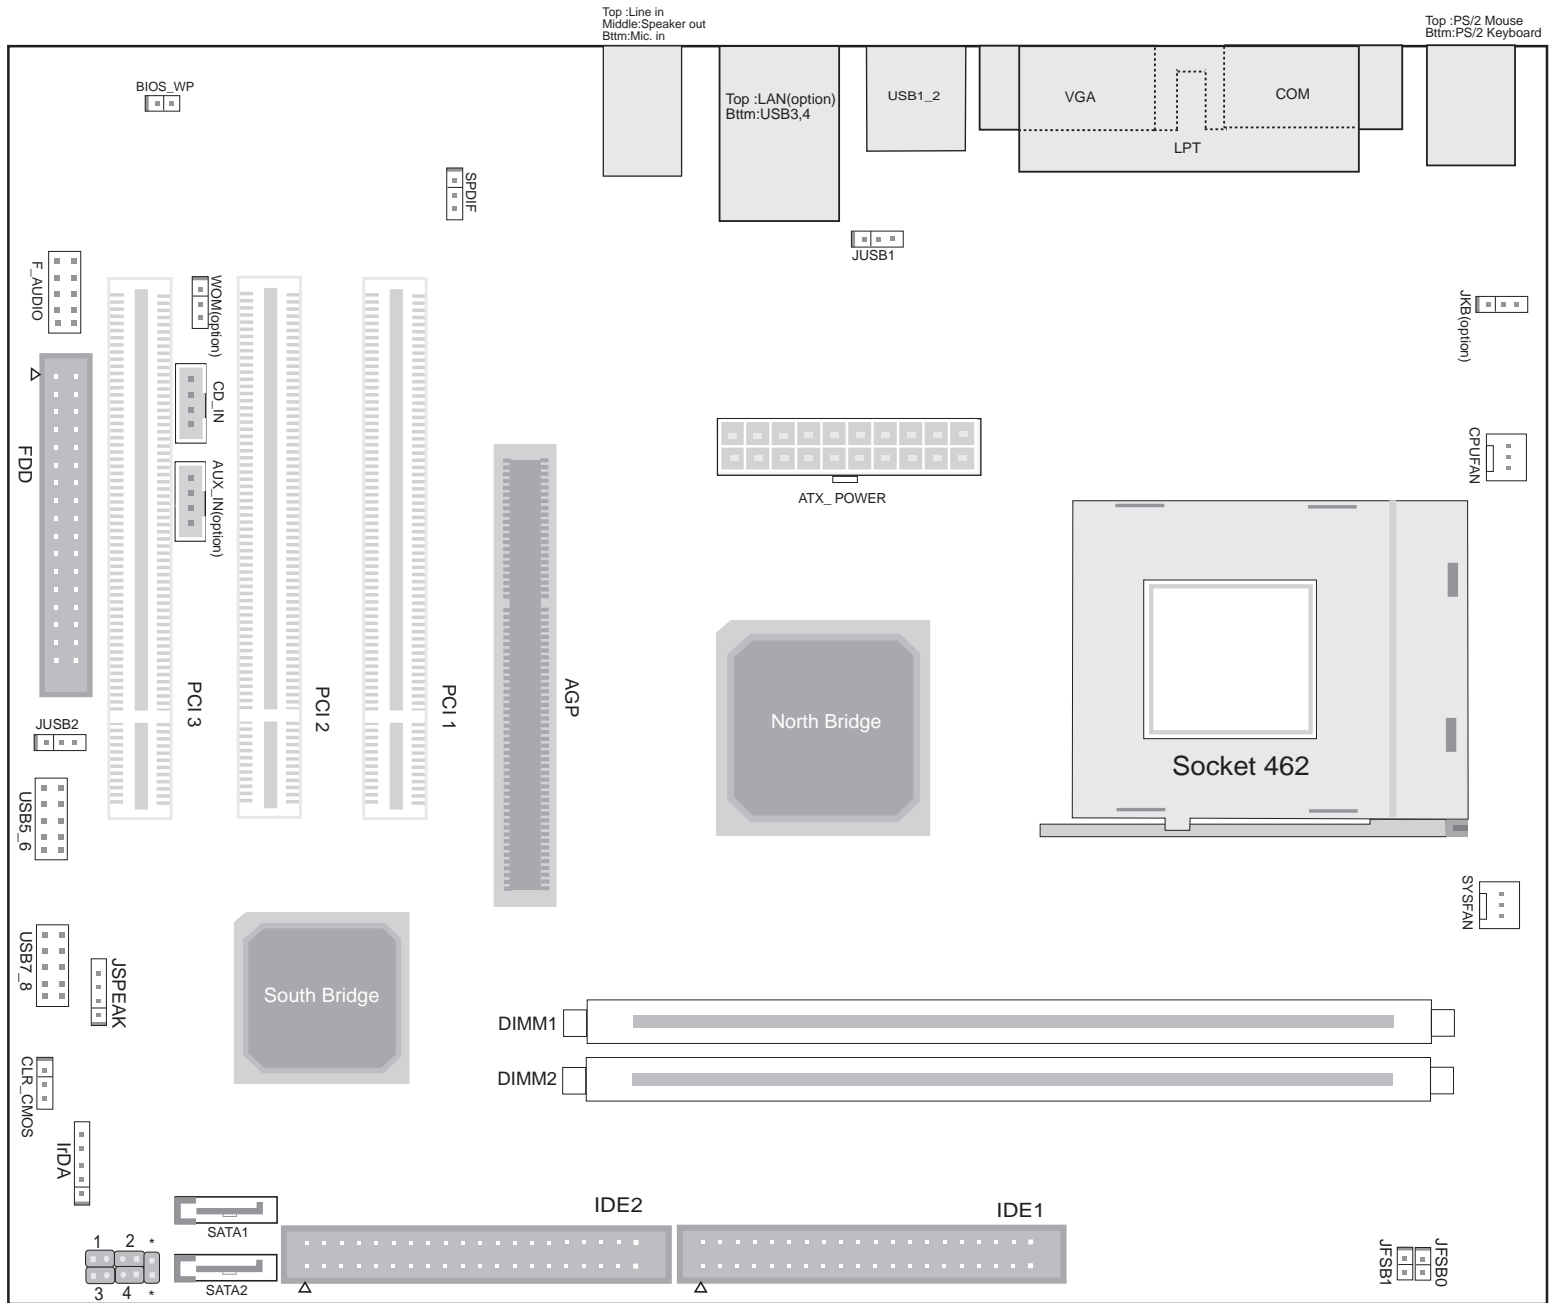 Top :Line in
Middle:Speaker out
Bttm:Mic. in
Top :PS/2 Mouse
Bttm:PS/2 Keyboard
BIOS_WP
Top :LAN(option)
Bttm:USB3,4
USB1_2
VGA
COM
LPT
SPDIF
JUSB1
F_AUDIO
WOM(option)
JKB(option)
CD_IN
FDD
AUX_IN(option)
CPUFAN
ATX_ POWER
PCI 3
PCI 2
PCI 1
AGP
North Bridge
Socket 462
JUSB2
USB5_6
SYSFAN
USB7_8
JSPEAK
South Bridge
DIMM1
DIMM2
CLR_CMOS
IrDA
IDE2
IDE1
SATA1
1 2 *
SATA2
3 4 *
JFSB1
JFSB0